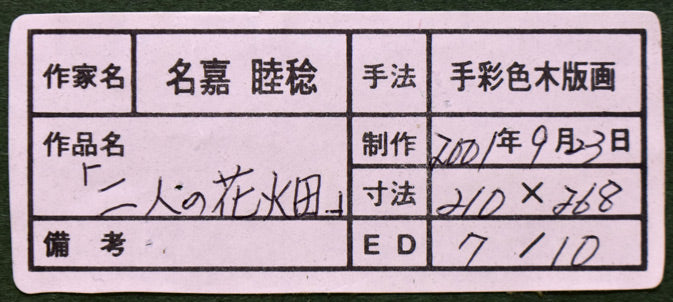 作家名 名嘉 睦稔 手法 手彩色木版画
作品名 制作 2001年9月23日
「二人の花火田」 寸法 210×268
備考 ED 7/10